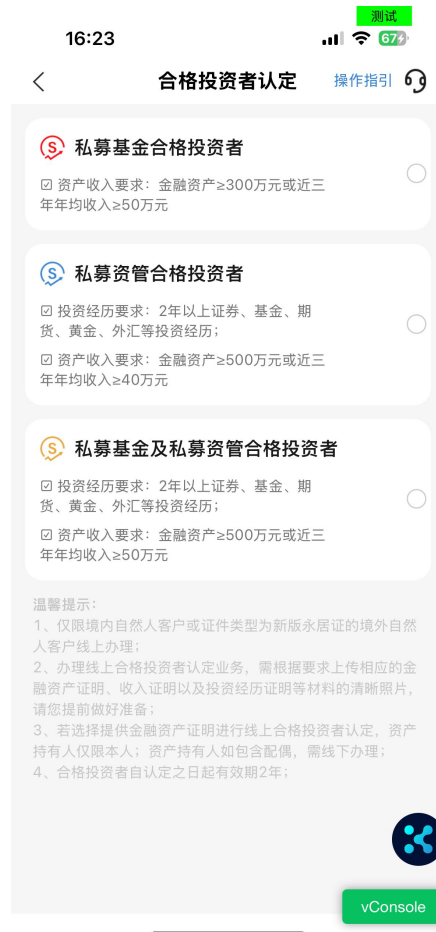 测试
16:23
67
合格投资者认定 操作指引
私募基金合格投资者
☑ 资产收入要求：金融资产≥300万元或近三
年年均收入≥50万元
私募资管合格投资者
☑ 投资经历要求：2年以上证券、基金、期
货、黄金、外汇等投资经历；
☑ 资产收入要求：金融资产≥500万元或近三
年年均收入≥40万元
私募基金及私募资管合格投资者
☑ 投资经历要求：2年以上证券、基金、期
货、黄金、外汇等投资经历；
☑ 资产收入要求：金融资产≥500万元或近三
年年均收入≥50万元
温馨提示：
1、仅限境内自然人客户或证件类型为新版永居证的境外自然
人客户线上办理；
2、办理线上合格投资者认定业务，需根据要求上传相应的金
融资产证明、收入证明以及投资经历证明等材料的清晰照片，
请您提前做好准备；
3、若选择提供金融资产证明进行线上合格投资者认定，资产
持有人仅限本人；资产持有人如包含配偶，需线下办理；
4、合格投资者自认定之日起有效期2年；
vConsole